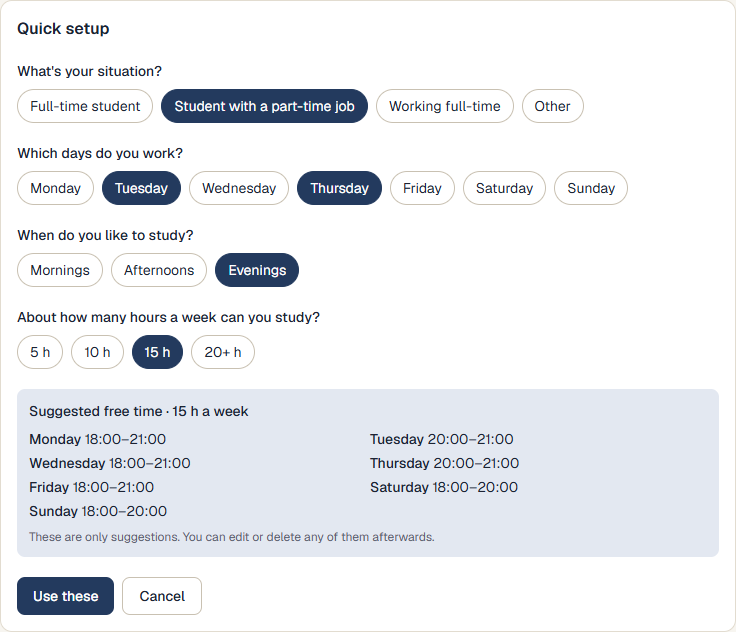 Quick setup
What's your situation?
Full-time student Student with a part-time job Working full-time Other
Which days do you work?
Monday Tuesday Wednesday Thursday Friday Saturday Sunday
When do you like to study?
Mornings Afternoons Evenings
About how many hours a week can you study?
5 h 10 h 15 h 20+ h
Suggested free time · 15 h a week
Monday 18:00–21:00 Tuesday 20:00–21:00
Wednesday 18:00–21:00 Thursday 20:00–21:00
Friday 18:00–21:00 Saturday 18:00–20:00
Sunday 18:00–20:00
These are only suggestions. You can edit or delete any of them afterwards.
Use these Cancel